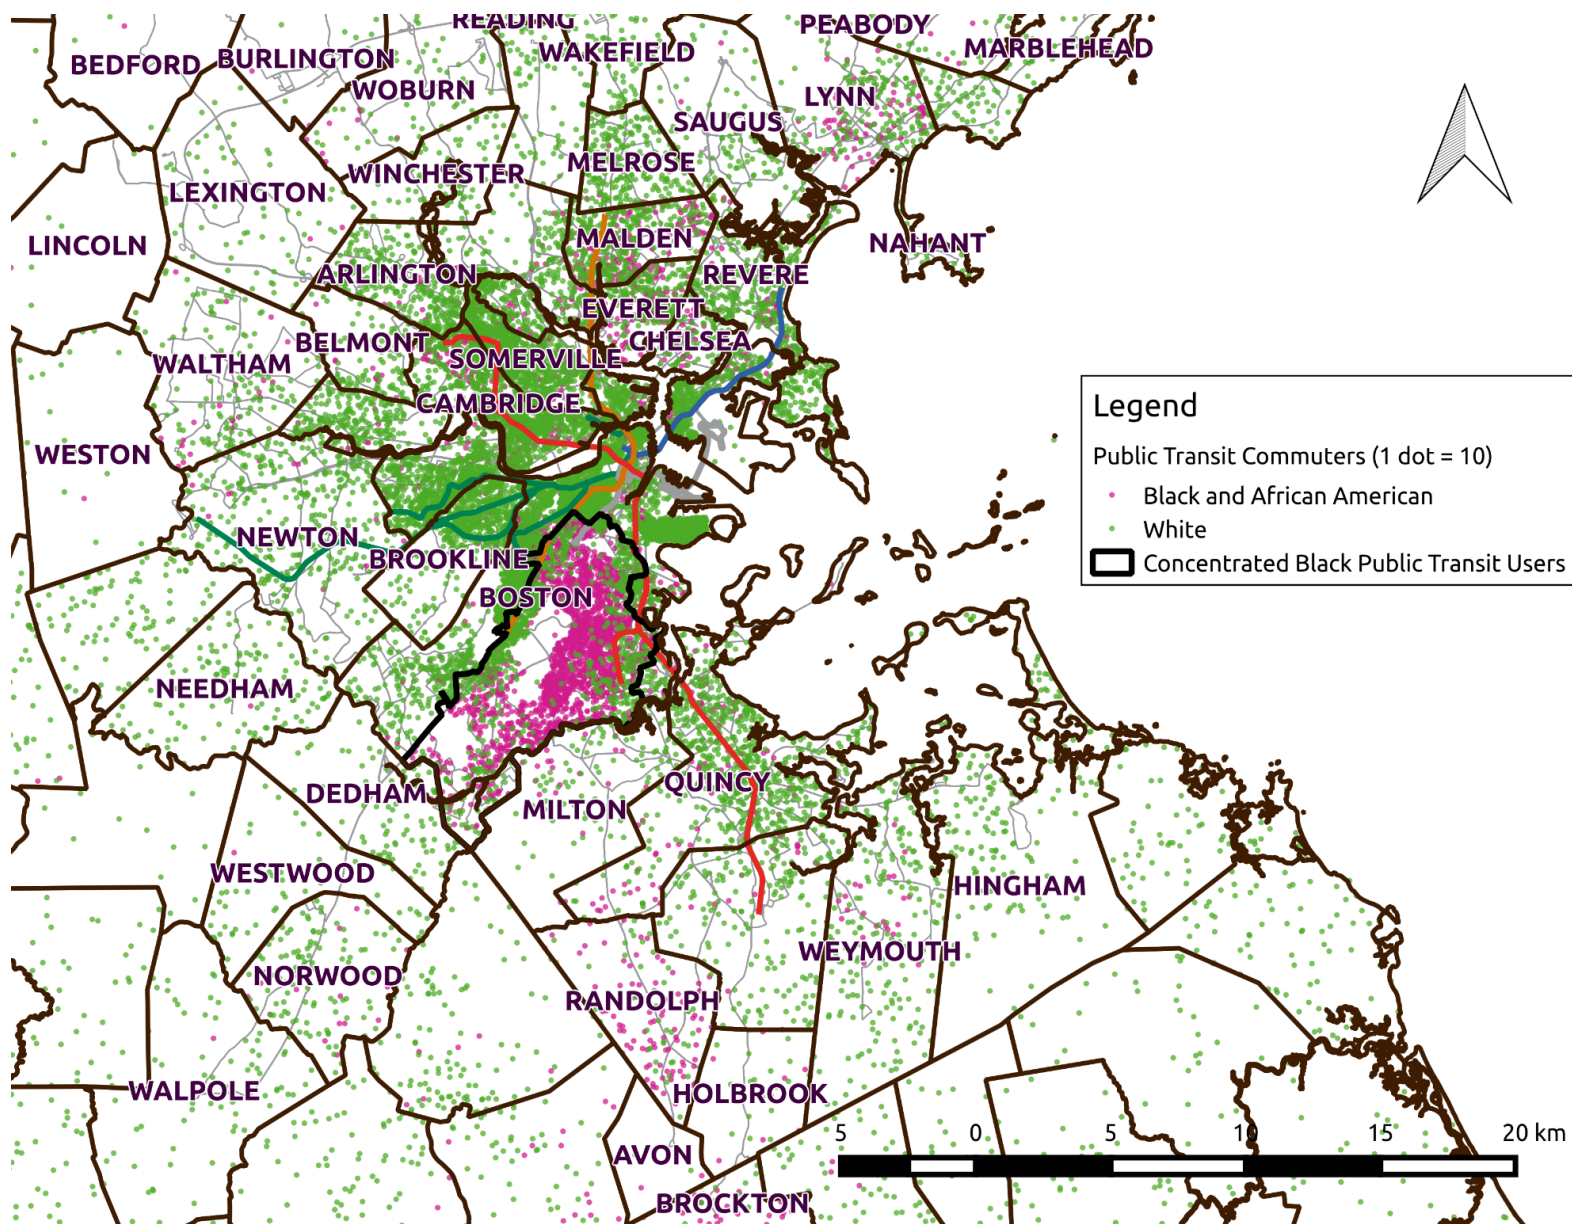 READING
PEABODY
BEDFORD
BURLINGTON
WAKEFIELD
MARBLEHEAD
WOBURN
LYNN
SAUGUS
MELROSE
WINCHESTER
LEXINGTON
MALDEN
LINCOLN
NAHANT
ARLINGTON
REVERE
EVERETT
BELMONT
CHELSEA
SOMERVILLE
WALTHAM
CAMBRIDGE
WESTON
NEWTON
BROOKLINE
BOSTON
NEEDHAM
QUINCY
DEDHAM
MILTON
WESTWOOD
HINGHAM
WEYMOUTH
NORWOOD
RANDOLPH
WALPOLE
HOLBROOK
AVON
BROCKTON
Legend
Public Transit Commuters (1 dot = 10)
Black and African American
White
Concentrated Black Public Transit Users
5 0 5 10 15 20 km